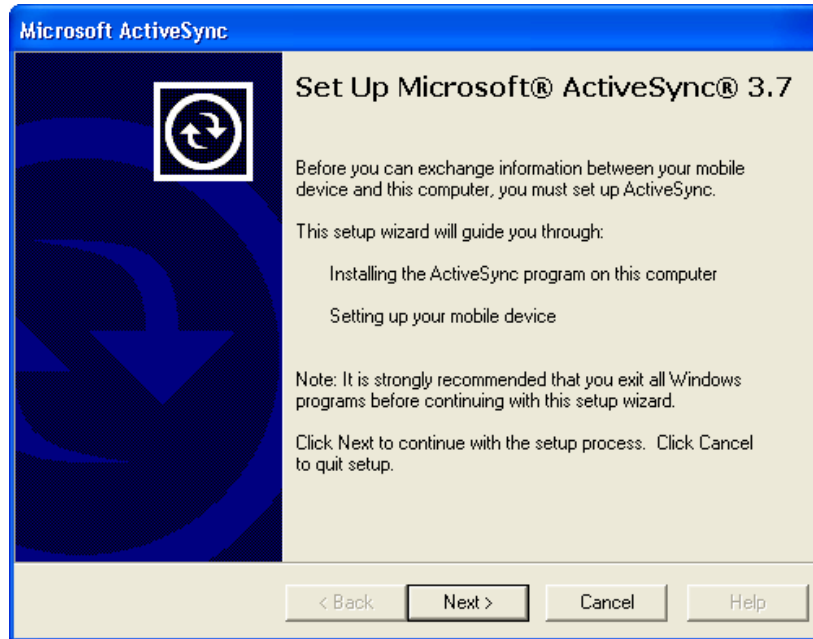 Microsoft ActiveSync
Set Up Microsoft® ActiveSync® 3.7
Before you can exchange information between your mobile
device and this computer, you must set up ActiveSync.
This setup wizard will guide you through:
Installing the ActiveSync program on this computer
Setting up your mobile device
Note: It is strongly recommended that you exit all Windows
programs before continuing with this setup wizard.
Click Next to continue with the setup process.  Click Cancel
to quit setup.
< Back Next > Cancel Help